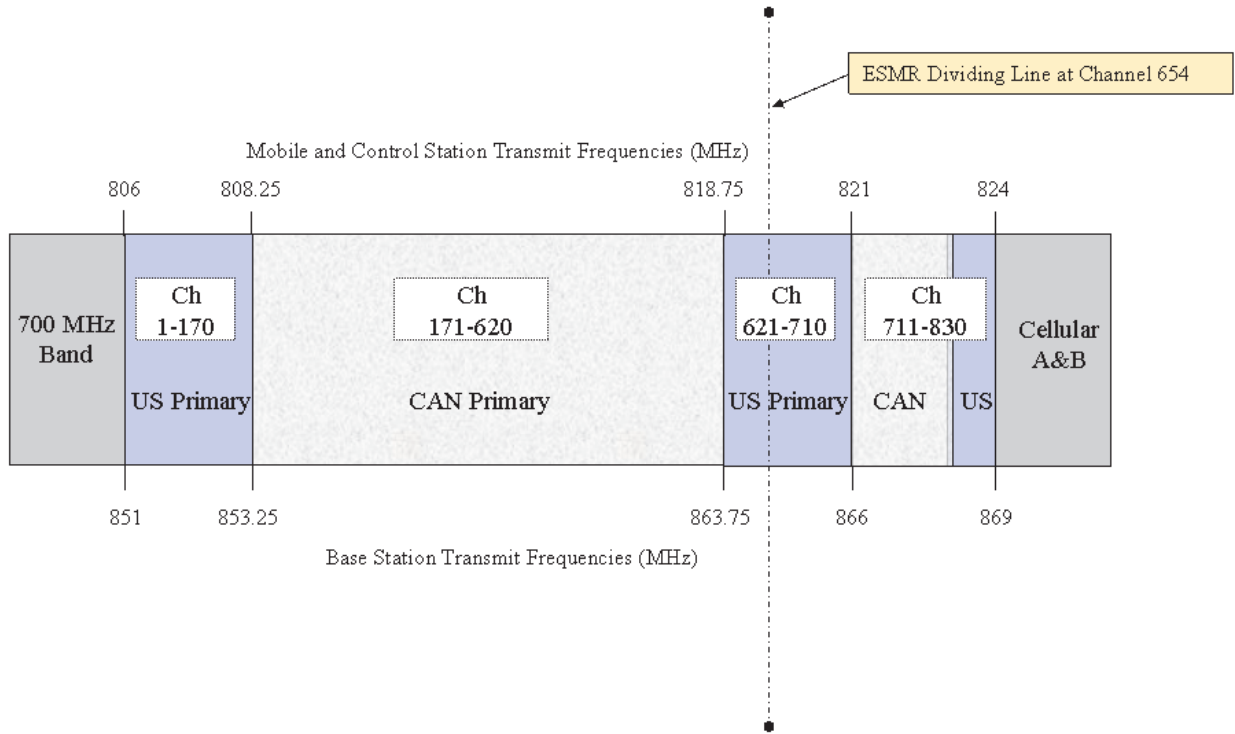 ESMR Dividing Line at Channel 654
Mobile and Control Station Transmit Frequencies (MHz)
806
808.25
818.75
821
824
700 MHz
Band
Ch
1-170
US Primary
Ch
171-620
CAN Primary
Ch
621-710
US Primary
Ch
711-830
CAN
US
Cellular
A&B
851
853.25
863.75
866
869
Base Station Transmit Frequencies (MHz)